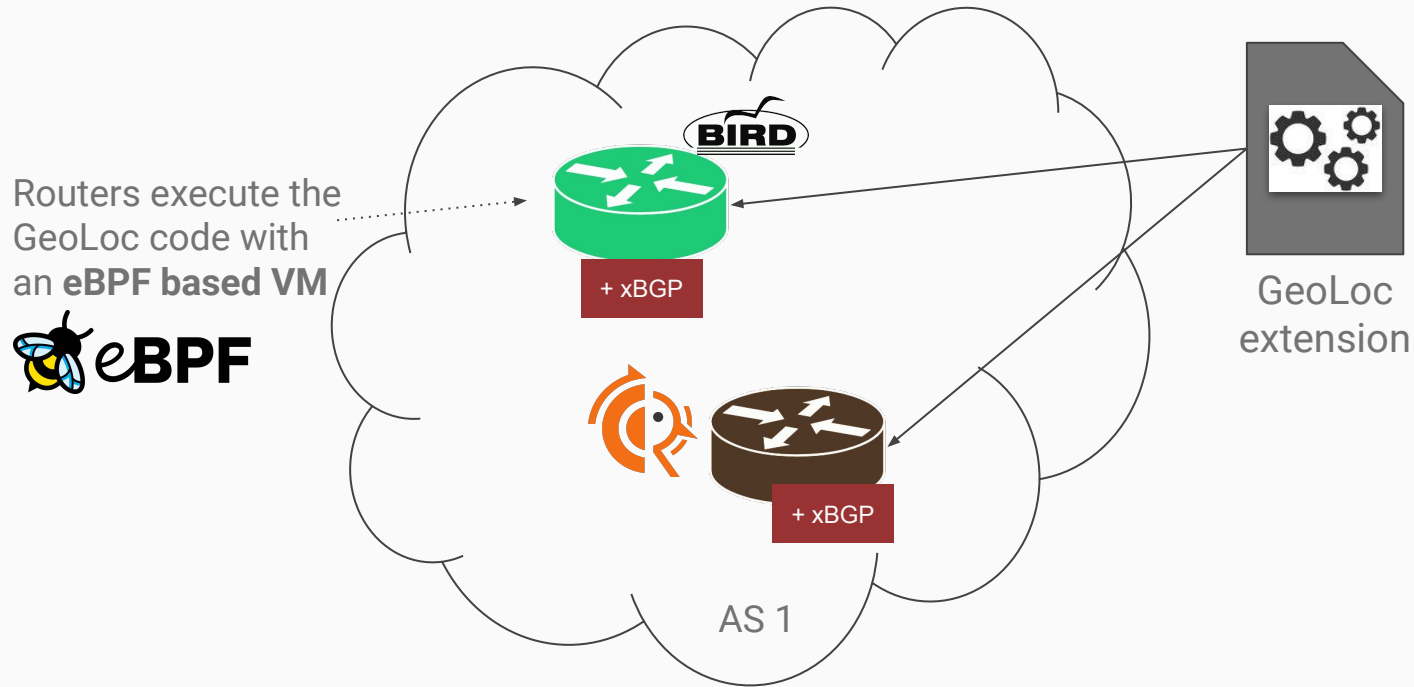 BIRD
Routers execute the
GeoLoc code with
an eBPF based VM
eBPF
+ xBGP
GeoLoc
extension
+ xBGP
AS 1